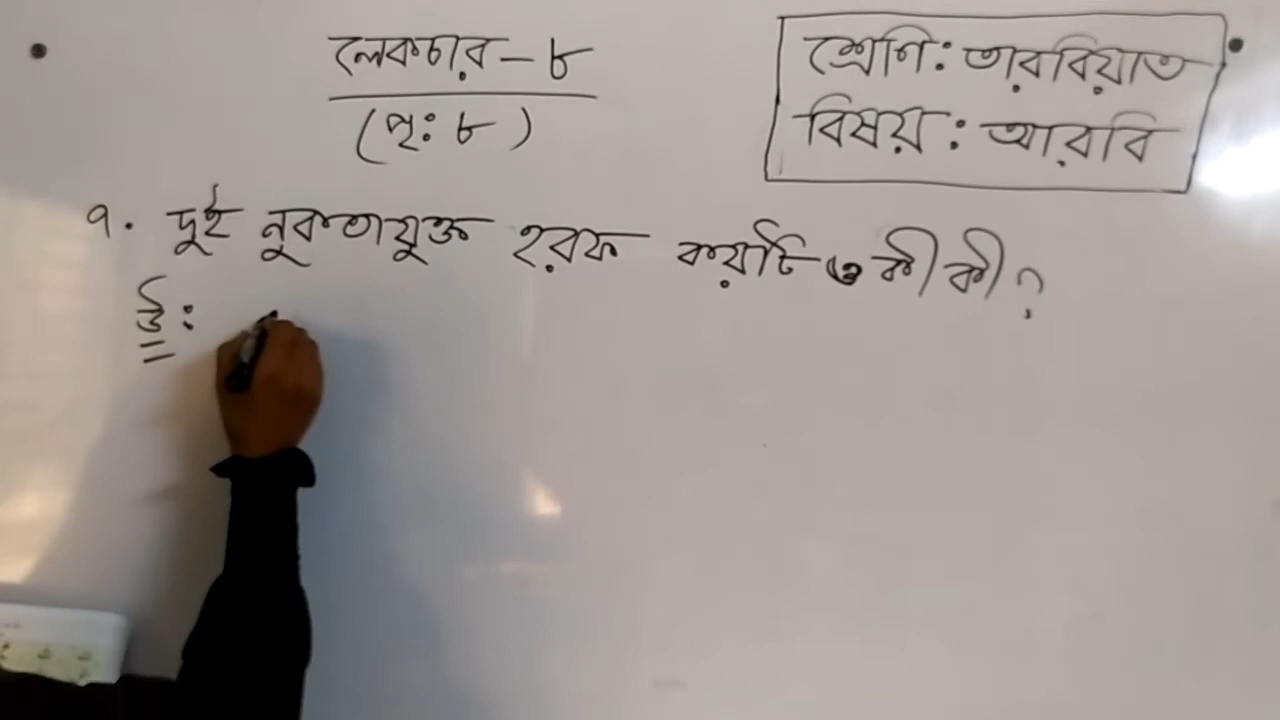 লেকচার – ৮
(পৃঃ ৮)
শ্রেণি: তারবিয়াত
বিষয়: আরবি
৭. দুই নুকতাযুক্ত হরফ কয়টি ও কী কী?
উঃ